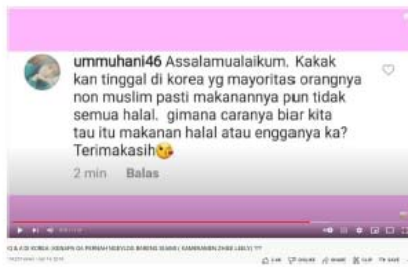 ummuhani46 Assalamualaikum. Kakak
kan tinggal di korea yg mayoritas orangnya
non muslim pasti makanannya pun tidak
semua halal. gimana caranya biar kita
tau itu makanan halal atau engganya ka?
Terimakasih😘
2 min Balas